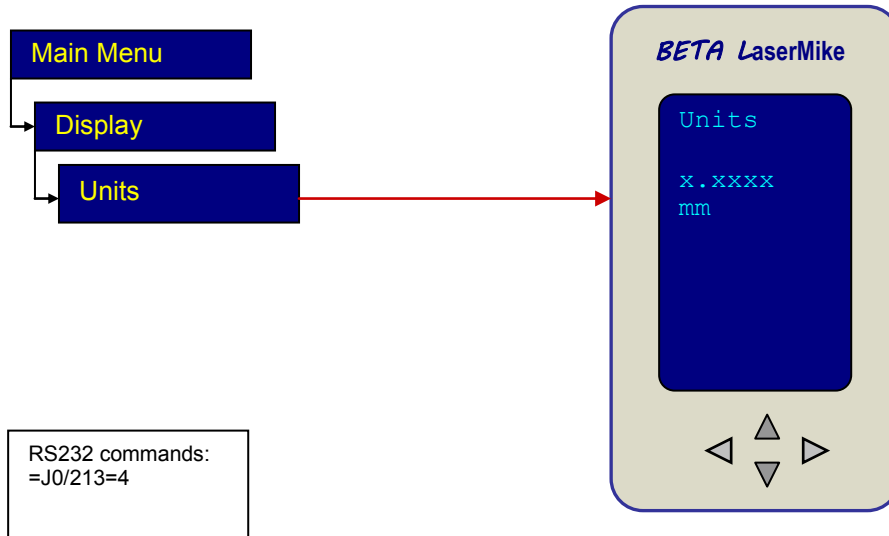 Main Menu
Display
Units
BETA LaserMike
Units
x.xxxx
mm
RS232 commands:
=J0/213=4